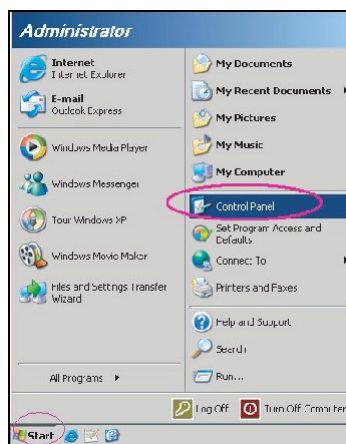 Administrator
Internet
Internet Explorer
E-mail
Outlook Express
Windows Media Player
Windows Messenger
Tour Windows XP
Windows Movie Maker
Files and Settings Transfer
Wizard
All Programs
My Documents
My Recent Documents
My Pictures
My Music
My Computer
Control Panel
Set Program Access and
Defaults
Connect To
Printers and Faxes
Help and Support
Search
Run...
Log Off
Turn Off Computer
Start